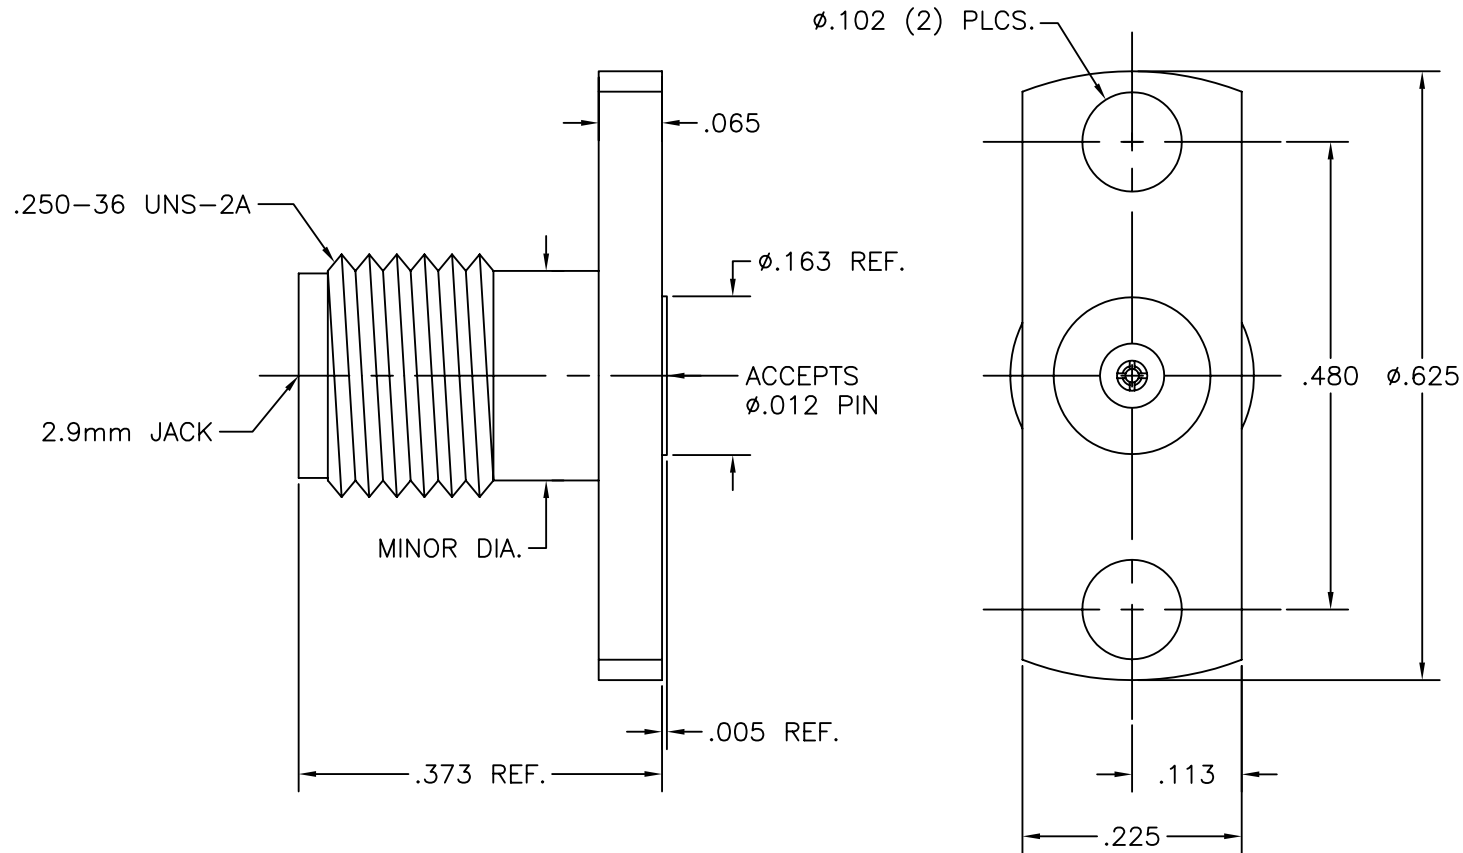 ø.102 (2) PLCS.
.065
.250-36 UNS-2A
ø.163 REF.
ACCEPTS
ø.012 PIN
.480
ø.625
2.9mm JACK
MINOR DIA.
.005 REF.
.373 REF.
.113
.225